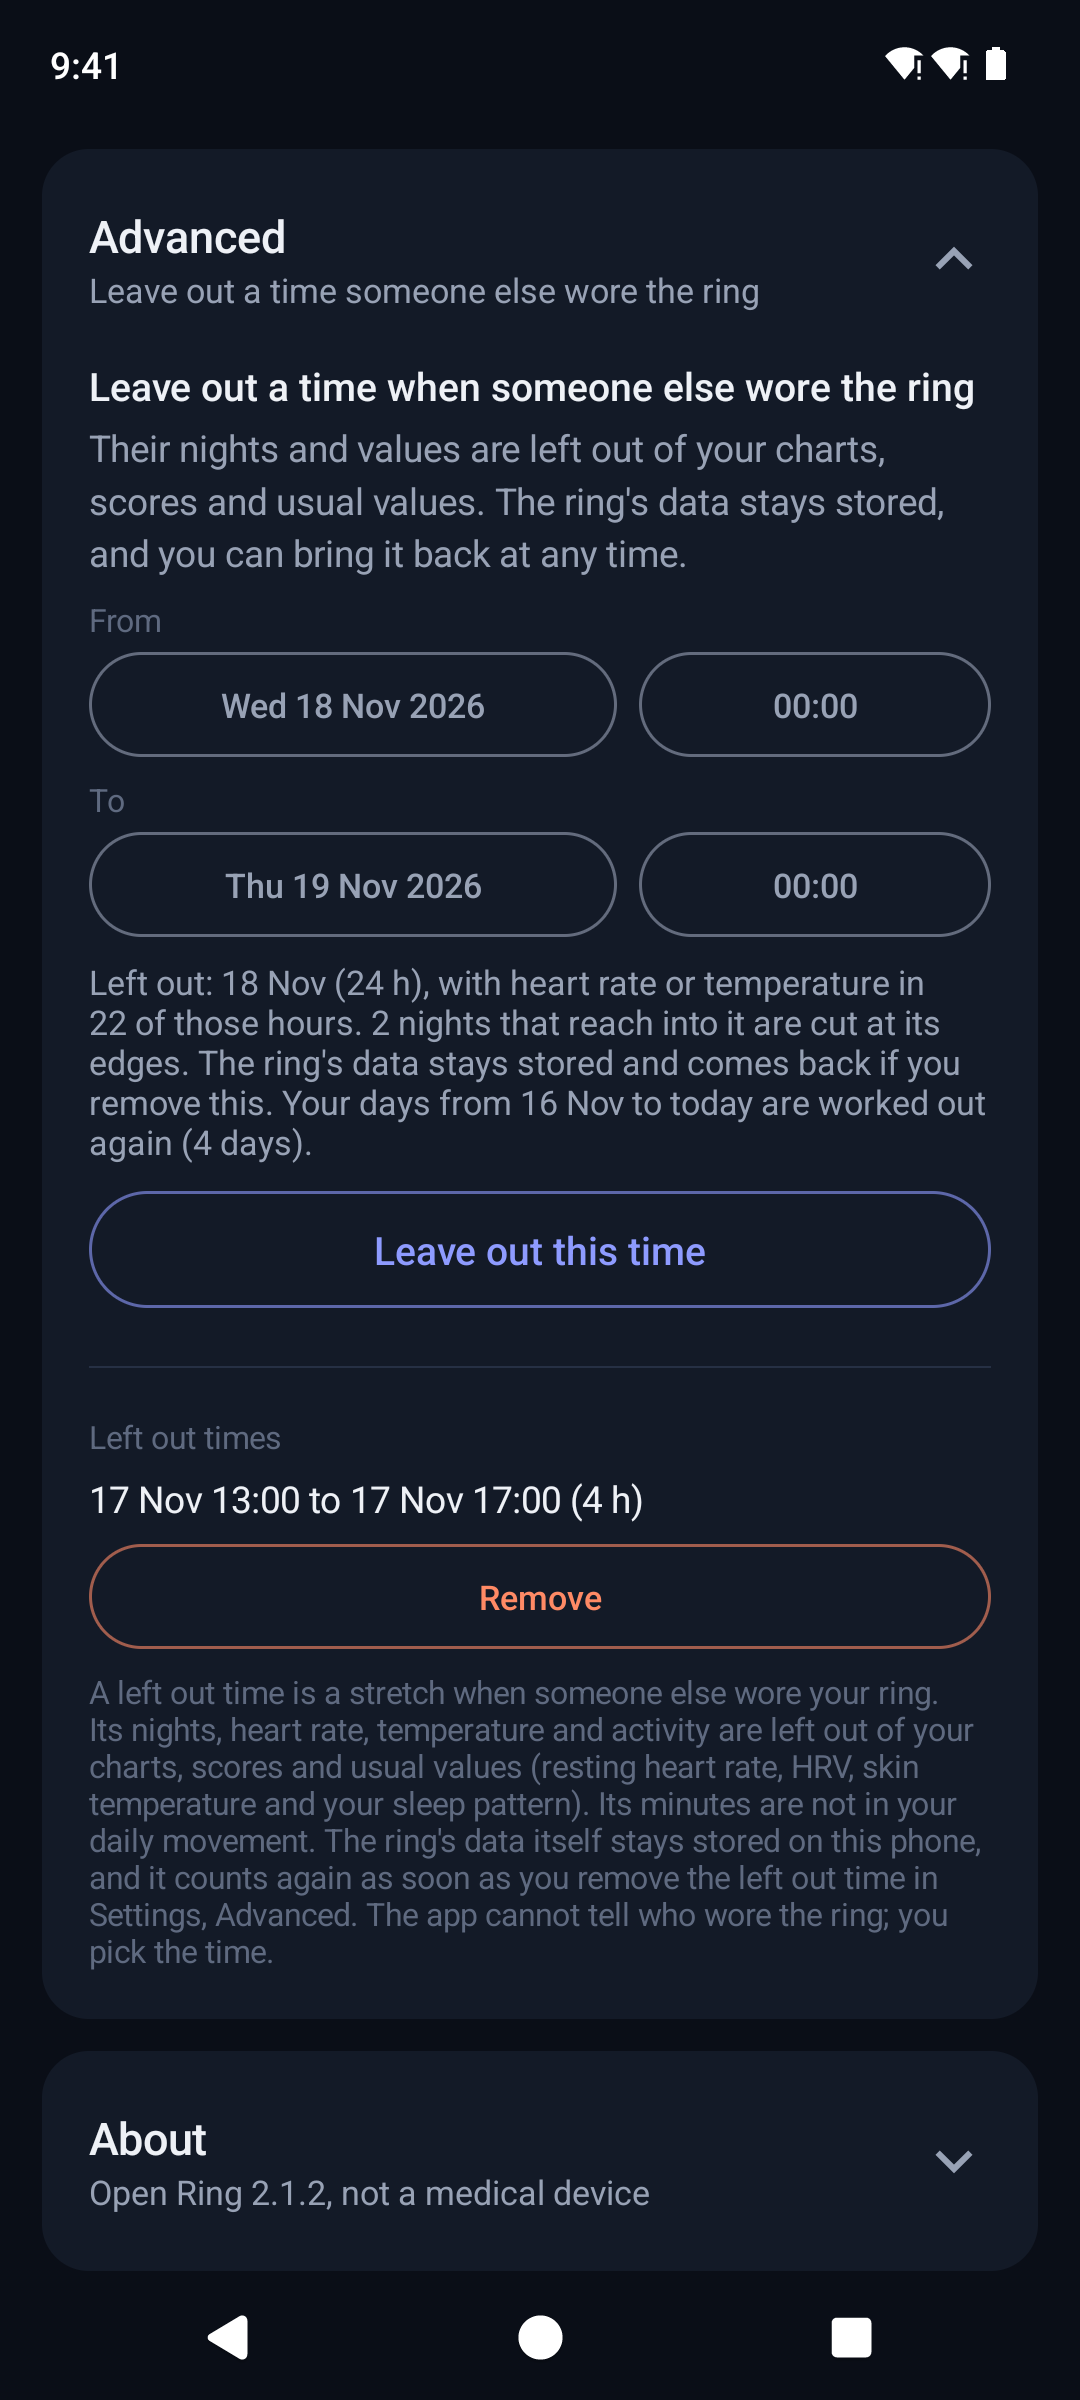 9:41
Advanced
Leave out a time someone else wore the ring
Leave out a time when someone else wore the ring
Their nights and values are left out of your charts,
scores and usual values. The ring's data stays stored,
and you can bring it back at any time.
From
Wed 18 Nov 2026
00:00
To
Thu 19 Nov 2026
00:00
Left out: 18 Nov (24 h), with heart rate or temperature in
22 of those hours. 2 nights that reach into it are cut at its
edges. The ring's data stays stored and comes back if you
remove this. Your days from 16 Nov to today are worked out
again (4 days).
Leave out this time
Left out times
17 Nov 13:00 to 17 Nov 17:00 (4 h)
Remove
A left out time is a stretch when someone else wore your ring.
Its nights, heart rate, temperature and activity are left out of your
charts, scores and usual values (resting heart rate, HRV, skin
temperature and your sleep pattern). Its minutes are not in your
daily movement. The ring's data itself stays stored on this phone,
and it counts again as soon as you remove the left out time in
Settings, Advanced. The app cannot tell who wore the ring; you
pick the time.
About
Open Ring 2.1.2, not a medical device